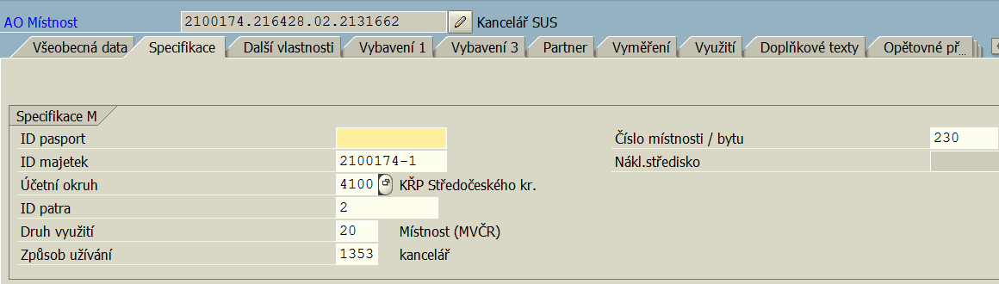 AO Místnost 2100174.216428.02.2131662 Kancelář SUS
Všeobecná data Specifikace Další vlastnosti Vybavení 1 Vybavení 3 Partner Vyměření Využití Doplňkové texty Opětovné př...
Specifikace M
ID pasport Číslo místnosti / bytu 230
ID majetek 2100174-1 Nákl.středisko
Účetní okruh 4100 KŘP Středočeského kr.
ID patra 2
Druh využití 20 Místnost (MVČR)
Způsob užívání 1353 kancelář